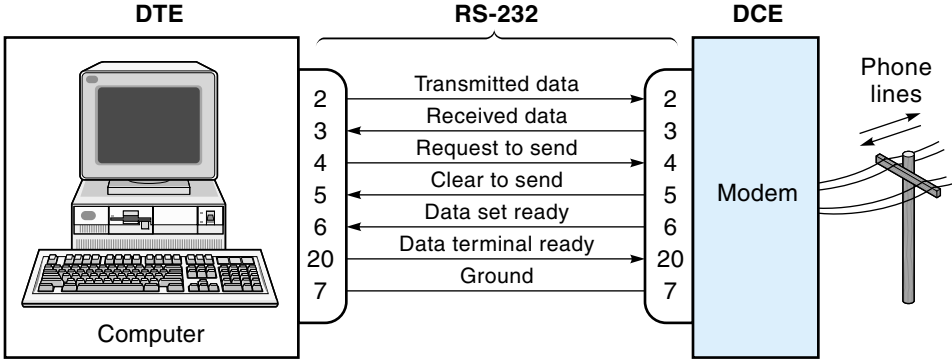 DTE
RS-232
DCE
Phone
lines
2 Transmitted data 2
3 Received data 3
4 Request to send 4
5 Clear to send 5
6 Data set ready 6
20 Data terminal ready 20
7 Ground 7
Modem
Computer